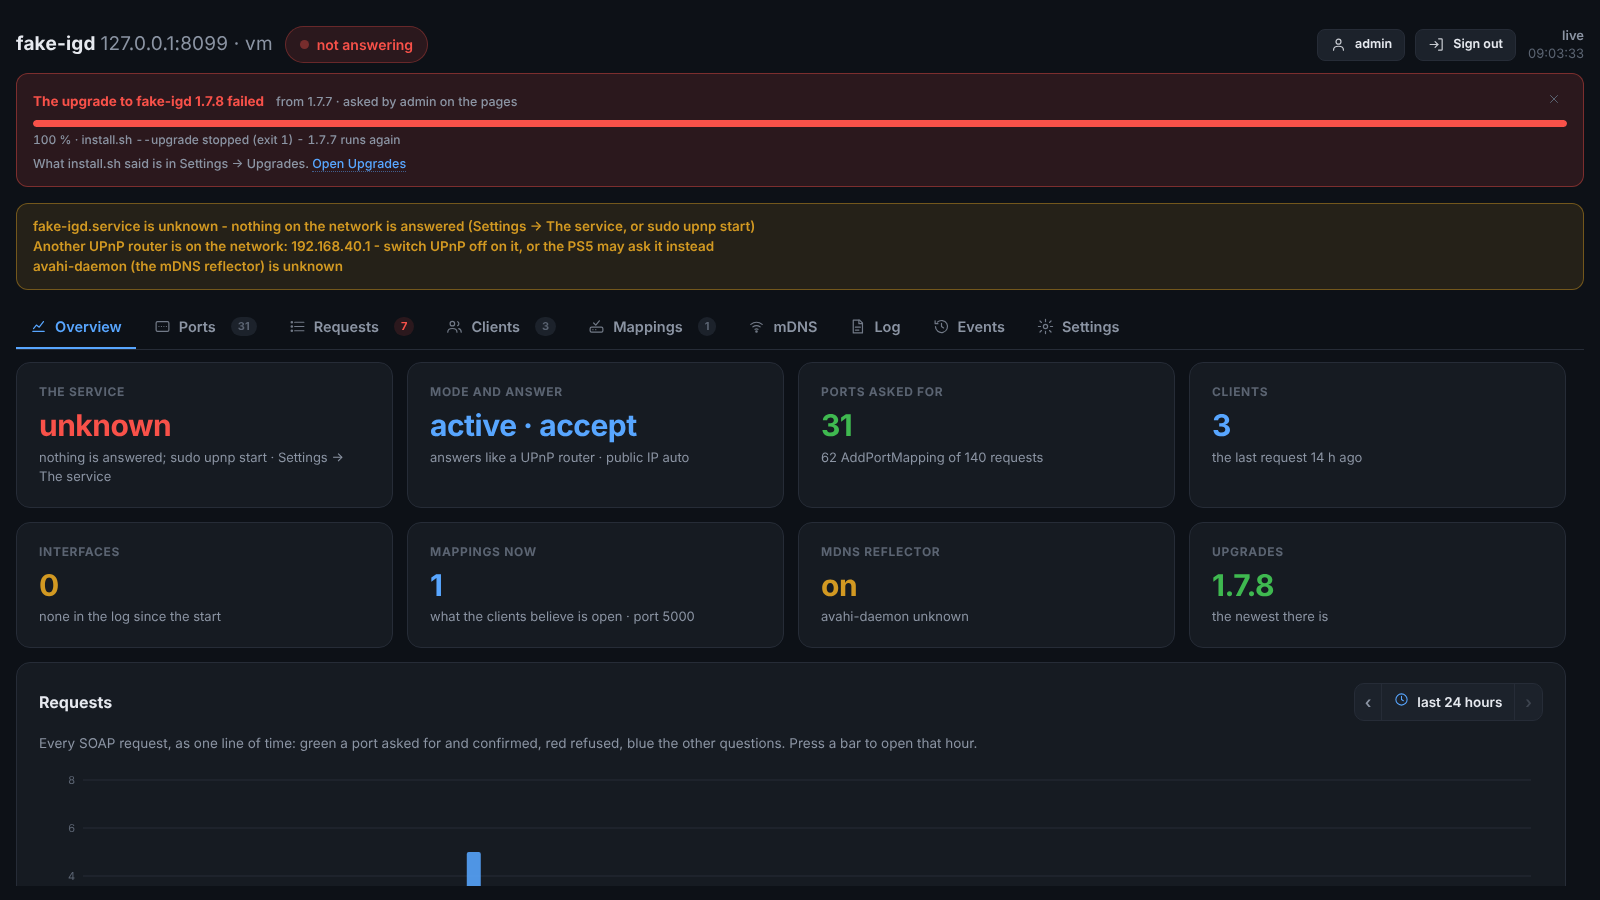 fake-igd 127.0.0.1:8099 · vm
not answering
admin
Sign out
live
09:03:33
The upgrade to fake-igd 1.7.8 failed from 1.7.7 · asked by admin on the pages
100 % · install.sh --upgrade stopped (exit 1) - 1.7.7 runs again
What install.sh said is in Settings → Upgrades. Open Upgrades
fake-igd.service is unknown - nothing on the network is answered (Settings → The service, or sudo upnp start)
Another UPnP router is on the network: 192.168.40.1 - switch UPnP off on it, or the PS5 may ask it instead
avahi-daemon (the mDNS reflector) is unknown
Overview
Ports 31
Requests 7
Clients 3
Mappings 1
mDNS
Log
Events
Settings
THE SERVICE
unknown
nothing is answered; sudo upnp start · Settings →
The service
MODE AND ANSWER
active · accept
answers like a UPnP router · public IP auto
PORTS ASKED FOR
31
62 AddPortMapping of 140 requests
CLIENTS
3
the last request 14 h ago
INTERFACES
0
none in the log since the start
MAPPINGS NOW
1
what the clients believe is open · port 5000
MDNS REFLECTOR
on
avahi-daemon unknown
UPGRADES
1.7.8
the newest there is
Requests
‹
last 24 hours
›
Every SOAP request, as one line of time: green a port asked for and confirmed, red refused, blue the other questions. Press a bar to open that hour.
8
6
4